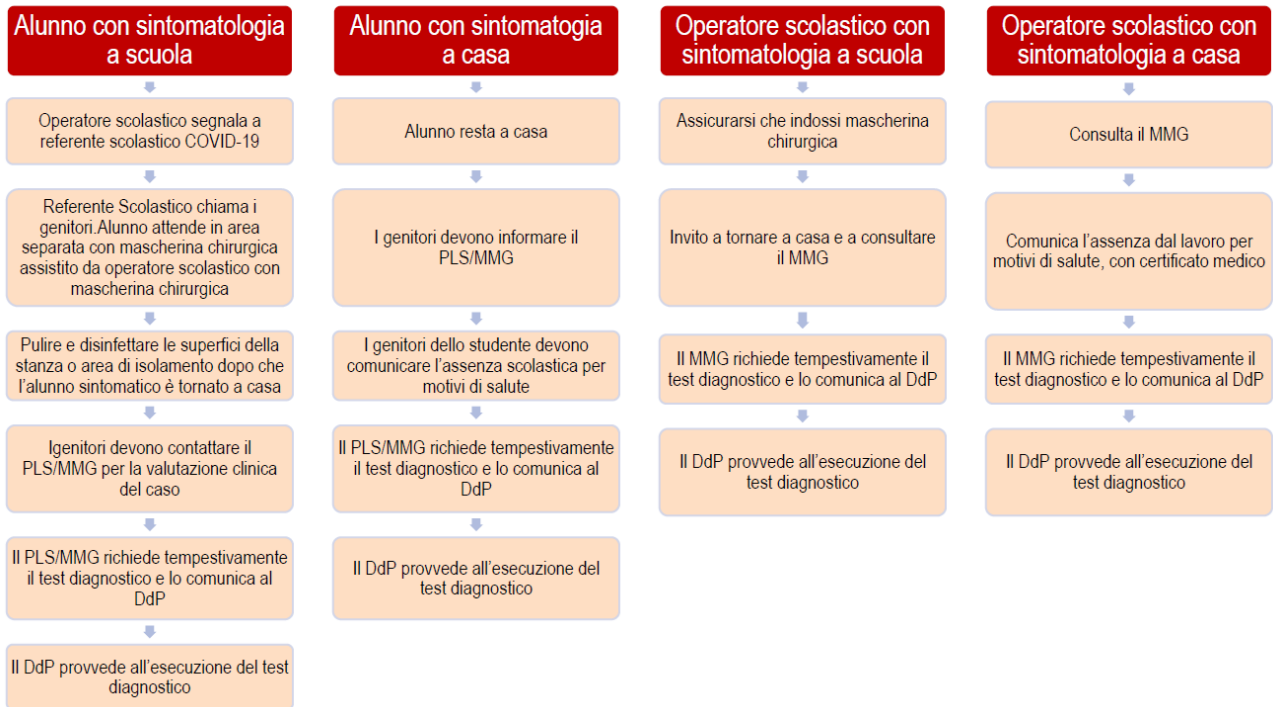 Alunno con sintomatologia
a scuola
Operatore scolastico segnala a
referente scolastico COVID-19
Referente Scolastico chiama i
genitori.Alunno attende in area
separata con mascherina chirurgica
assistito da operatore scolastico con
mascherina chirurgica
Pulire e disinfettare le superfici della
stanza o area di isolamento dopo che
l'alunno sintomatico è tornato a casa
Igenitori devono contattare il
PLS/MMG per la valutazione clinica
del caso
Il PLS/MMG richiede tempestivamente
il test diagnostico e lo comunica al
DdP
Il DdP provvede all'esecuzione del test
diagnostico
Alunno con sintomatogia
a casa
Alunno resta a casa
I genitori devono informare il
PLS/MMG
I genitori dello studente devono
comunicare l'assenza scolastica per
motivi di salute
Il PLS/MMG richiede tempestivamente
il test diagnostico e lo comunica al
DdP
Il DdP provvede all'esecuzione del
test diagnostico
Operatore scolastico con
sintomatologia a scuola
Assicurarsi che indossi mascherina
chirurgica
Invito a tornare a casa e a consultare
il MMG
Il MMG richiede tempestivamente il
test diagnostico e lo comunica al DdP
Il DdP provvede all'esecuzione del
test diagnostico
Operatore scolastico con
sintomatologia a casa
Consulta il MMG
Comunica l'assenza dal lavoro per
motivi di salute, con certificato medico
Il MMG richiede tempestivamente il
test diagnostico e lo comunica al DdP
Il DdP provvede all'esecuzione del
test diagnostico